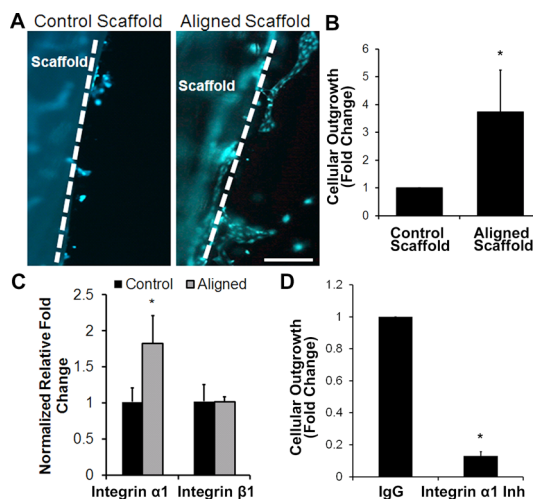 A Control Scaffold Aligned Scaffold
Scaffold
Scaffold
B
Cellular Outgrowth
(Fold Change)
6
5
4
3
2
1
0
*
Control
Scaffold
Aligned
Scaffold
C
Control Aligned
Normalized Relative Fold
Change
2.5
2
1.5
1
0.5
0
*
Integrin α1 Integrin β1
D
Cellular Outgrowth
(Fold Change)
1.2
1
0.8
0.6
0.4
0.2
0
*
IgG Integrin α1 Inh